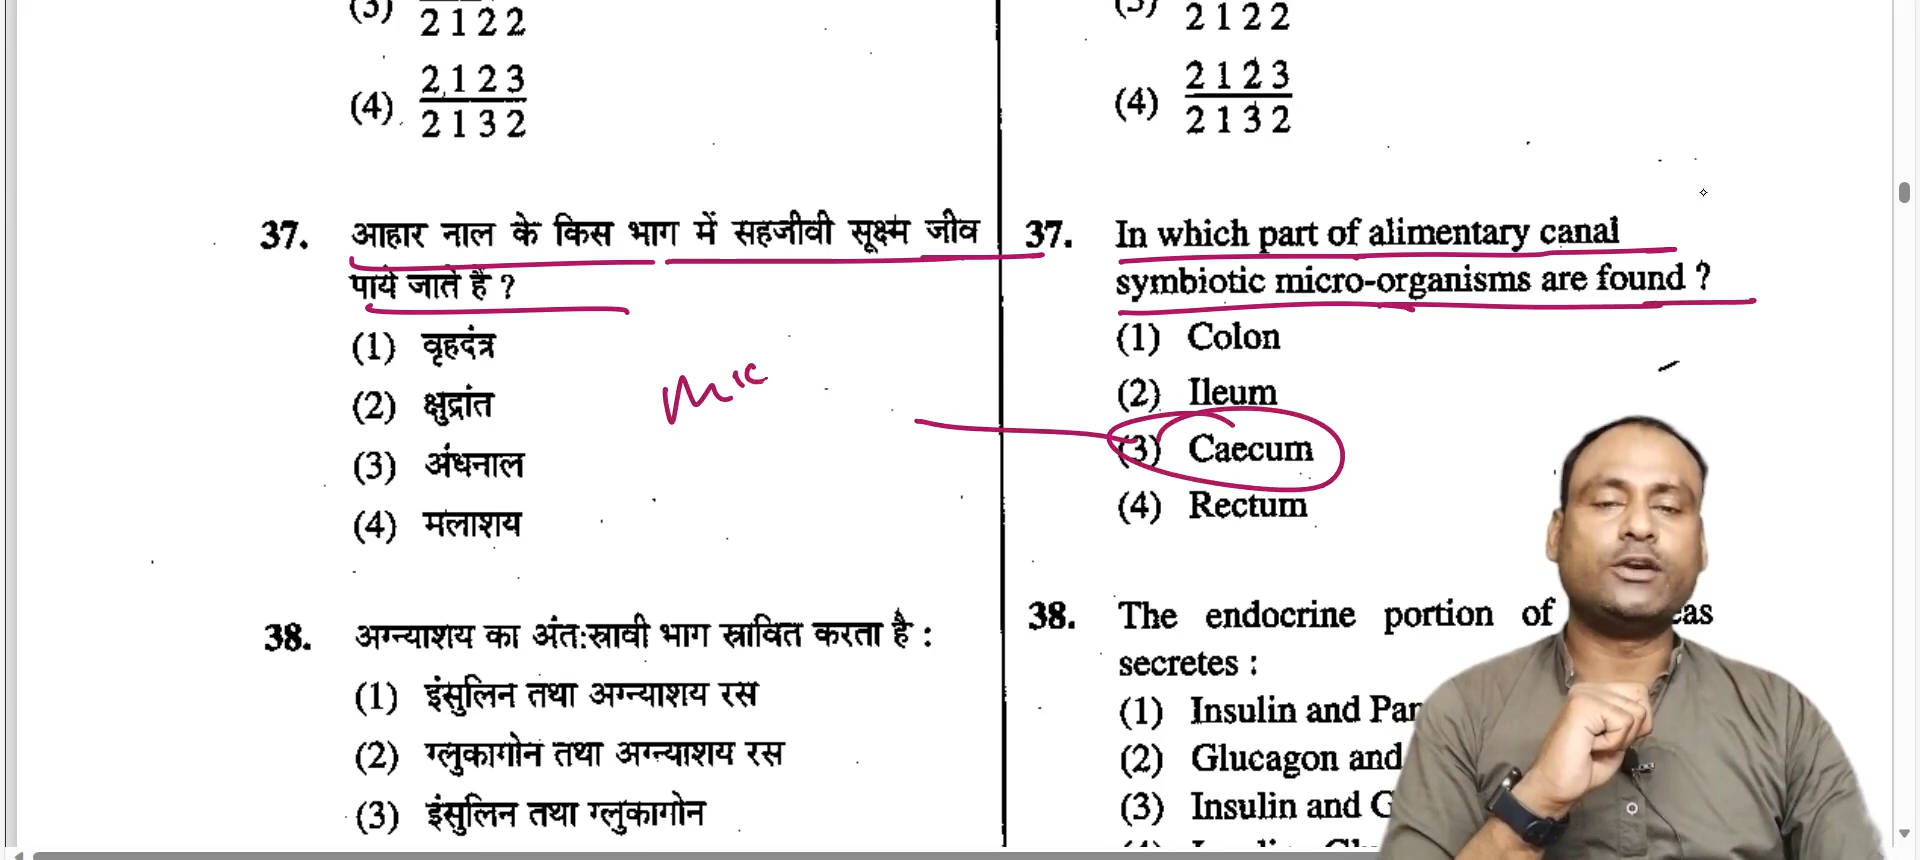 2 1 2 2
(4) 2 1 2 3
2 1 3 2
37. आहार नाल के किस भाग में सहजीवी सूक्ष्म जीव
पाये जाते हैं ?
(1) वृहदंत्र
(2) क्षुद्रांत
(3) अंधनाल
(4) मलाशय
38. अग्न्याशय का अंत:स्रावी भाग स्रावित करता है :
(1) इंसुलिन तथा अग्न्याशय रस
(2) ग्लुकागोन तथा अग्न्याशय रस
(3) इंसुलिन तथा ग्लुकागोन
Mic
2 1 2 2
(4) 2 1 2 3
2 1 3 2
37. In which part of alimentary canal
symbiotic micro-organisms are found ?
(1) Colon
(2) Ileum
(3) Caecum
(4) Rectum
38. The endocrine portion of
secretes :
(1) Insulin and
(2) Glucagon and
(3) Insulin and